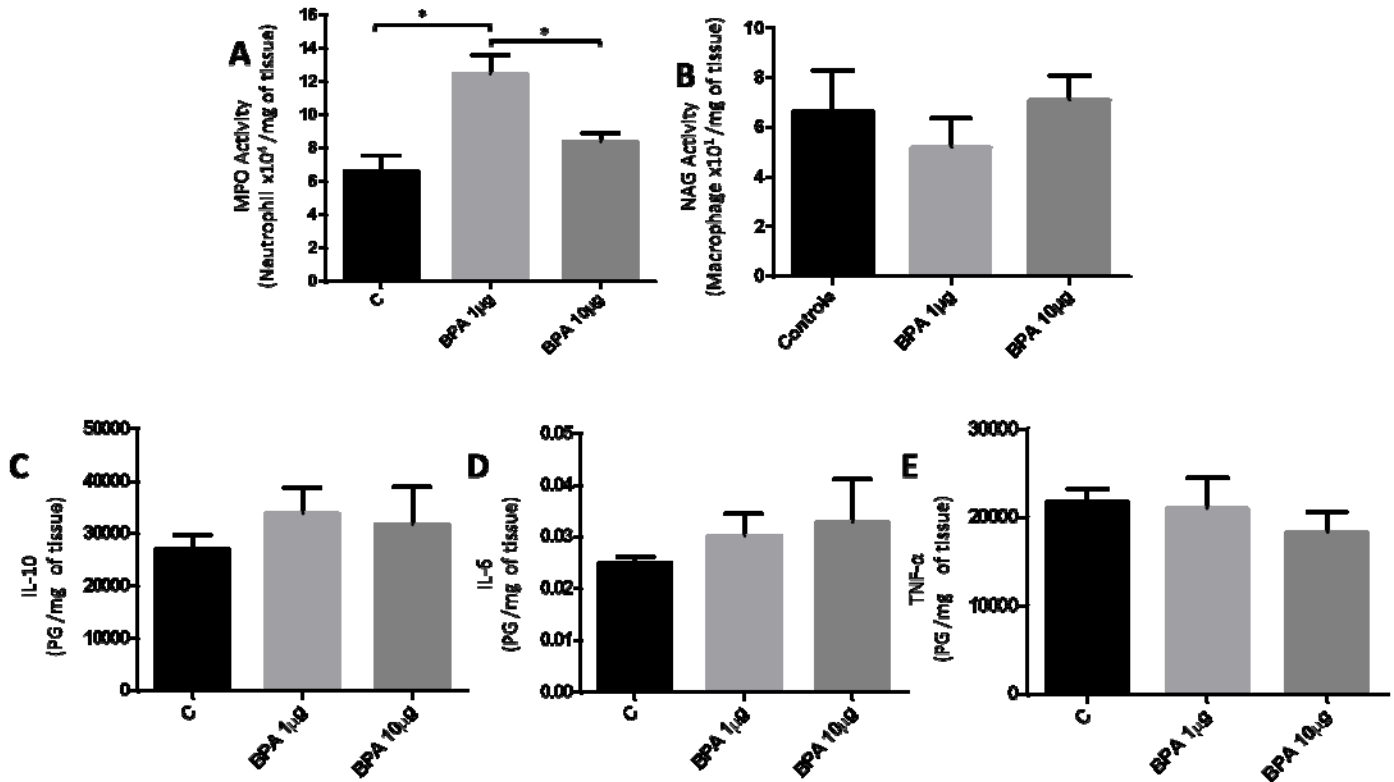 A
MPO Activity
(Neutrophil x10⁶ /mg of tissue)
16
14
12
10
8
6
4
2
0
*
*
C
BPA 1µg
BPA 10µg
B
NAG Activity
(Macrophage x10¹ /mg of tissue)
10
8
6
4
2
0
Controls
BPA 1µg
BPA 10µg
C
IL-10
(PG /mg of tissue)
50000
40000
30000
20000
10000
0
C
BPA 1µg
BPA 10µg
D
IL-6
(PG /mg of tissue)
0.05
0.04
0.03
0.02
0.01
0.00
C
BPA 1µg
BPA 10µg
E
TNF-α
(PG /mg of tissue)
30000
20000
10000
0
C
BPA 1µg
BPA 10µg